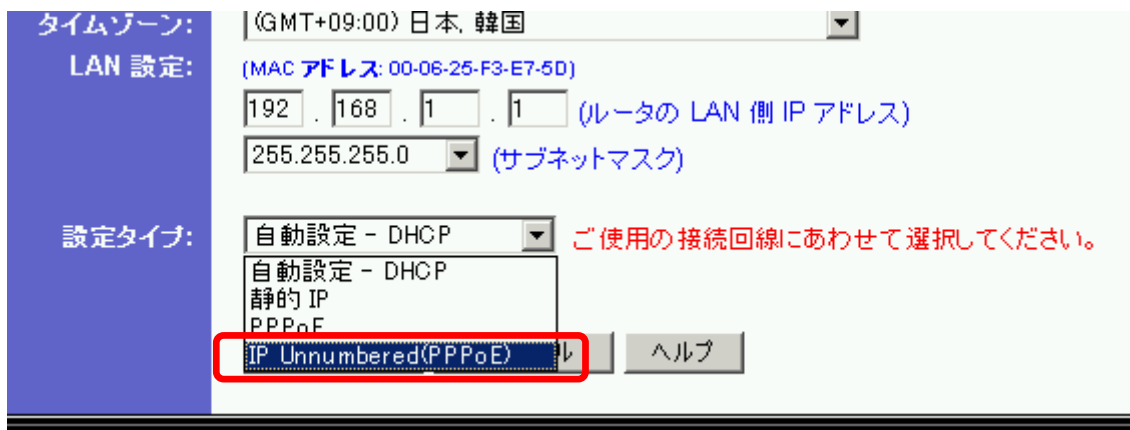 タイムゾーン: (GMT+09:00) 日本, 韓国
LAN 設定: (MAC アドレス: 00-06-25-F3-E7-5D)
192 . 168 . 1 . 1 (ルータの LAN 側 IP アドレス)
255.255.255.0 (サブネットマスク)
設定タイプ: 自動設定 - DHCP ご使用の接続回線にあわせて選択してください。
自動設定 - DHCP
静的 IP
PPPoE
IP Unnumbered(PPPoE) ル ヘルプ